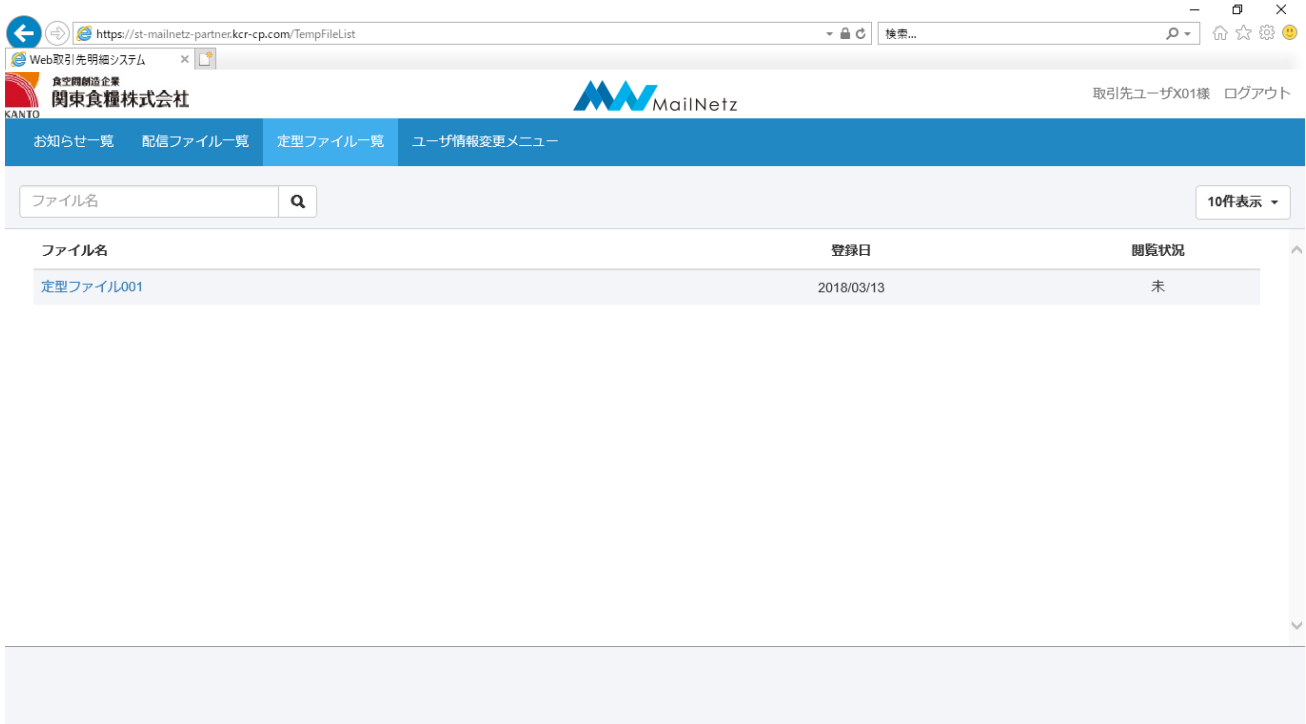 https://st-mailnetz-partner.kcr-cp.com/TempFileList
検索...
Web取引先明細システム
食空間創造企業
関東食糧株式会社
KANTO
MailNetz
取引先ユーザX01様 ログアウト
お知らせ一覧 配信ファイル一覧 定型ファイル一覧 ユーザ情報変更メニュー
ファイル名
10件表示
ファイル名 登録日 閲覧状況
定型ファイル001 2018/03/13 未